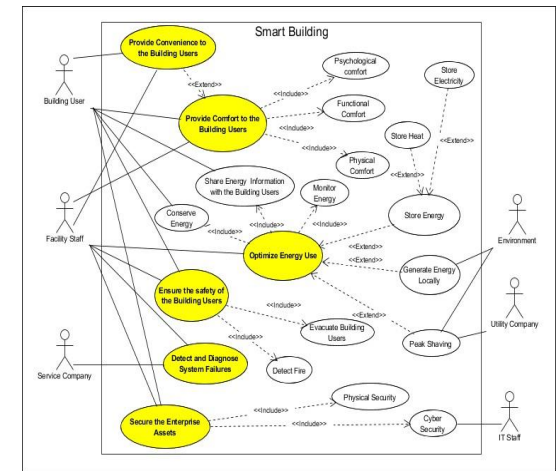 Smart Building
Provide Convenience to
the Building Users
Psychological
comfort
Store
Electricity
<<Extend>>
Building User
<<Include>>
Provide Comfort to the
Building Users
<<Include>>
Functional
Comfort
Store Heat
<<Extend>>
<<Include>>
Physical
Comfort
<<Extend>>
Share Energy Information
with the Building Users
Monitor
Energy
Conserve
Energy
Store Energy
Facility Staff
<<Include>>
<<Include>>
<<Include>>
Environment
Optimize Energy Use
<<Extend>>
<<Extend>>
Generate Energy
Locally
Ensure the safety of
the Building Users
<<Include>>
<<Extend>>
Utility Company
Evacuate Building
Users
Peak Shaving
<<Include>>
Detect and Diagnose
System Failures
Detect Fire
Service Company
Physical Security
<<Include>>
Secure the Enterprise
Assets
<<Include>>
Cyber
Security
IT Staff